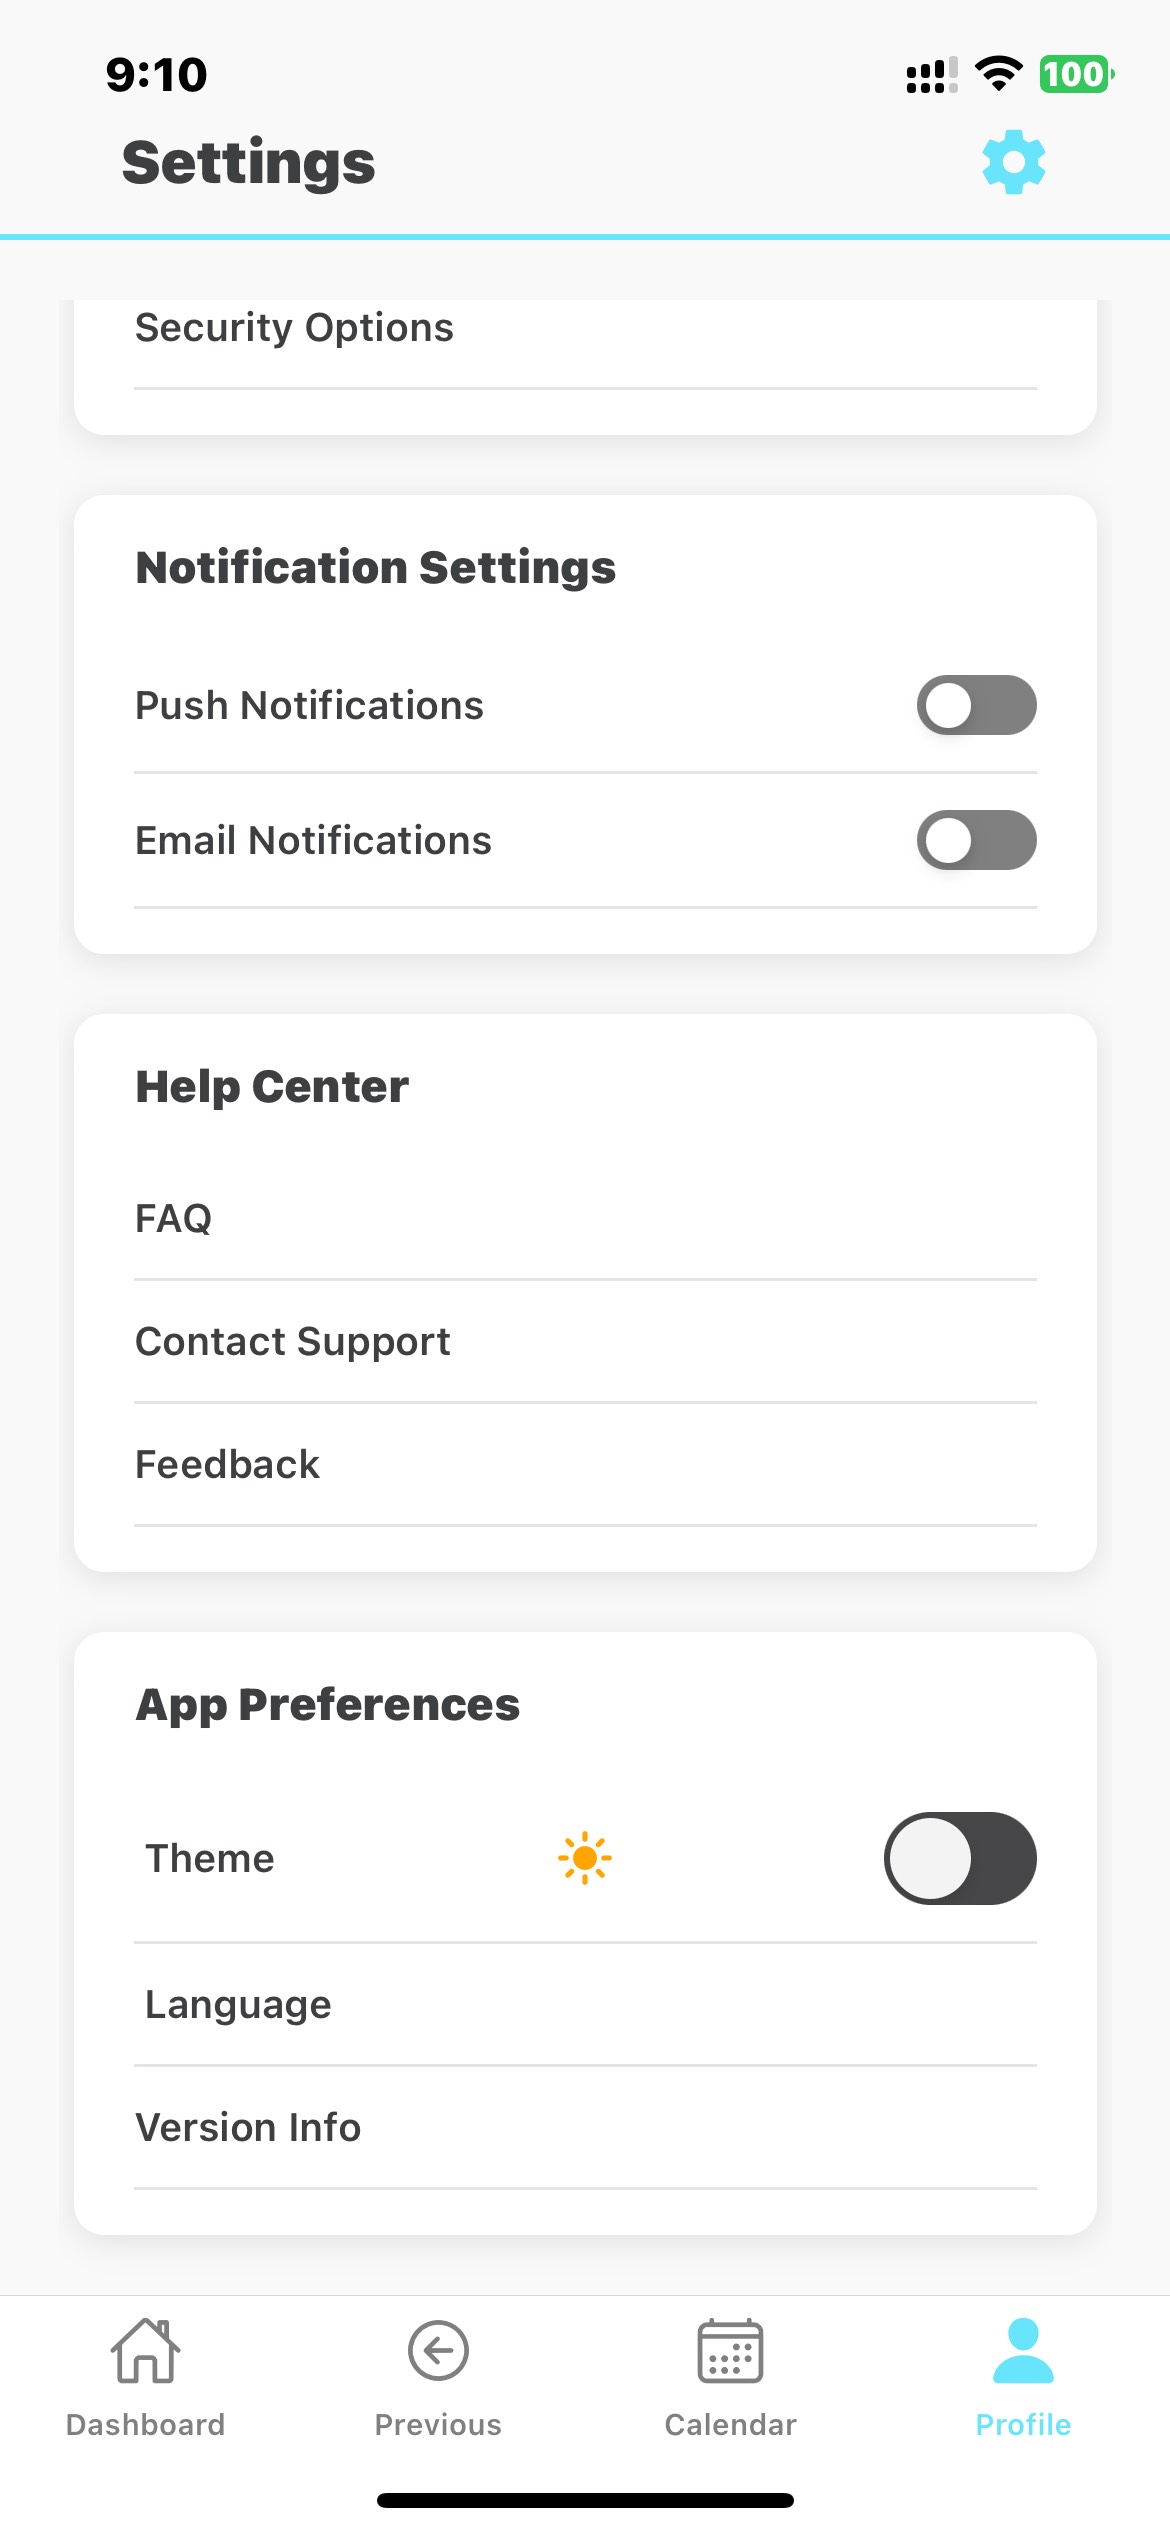 9:10
100
Settings
Security Options
Notification Settings
Push Notifications
Email Notifications
Help Center
FAQ
Contact Support
Feedback
App Preferences
Theme
Language
Version Info
Dashboard
Previous
Calendar
Profile